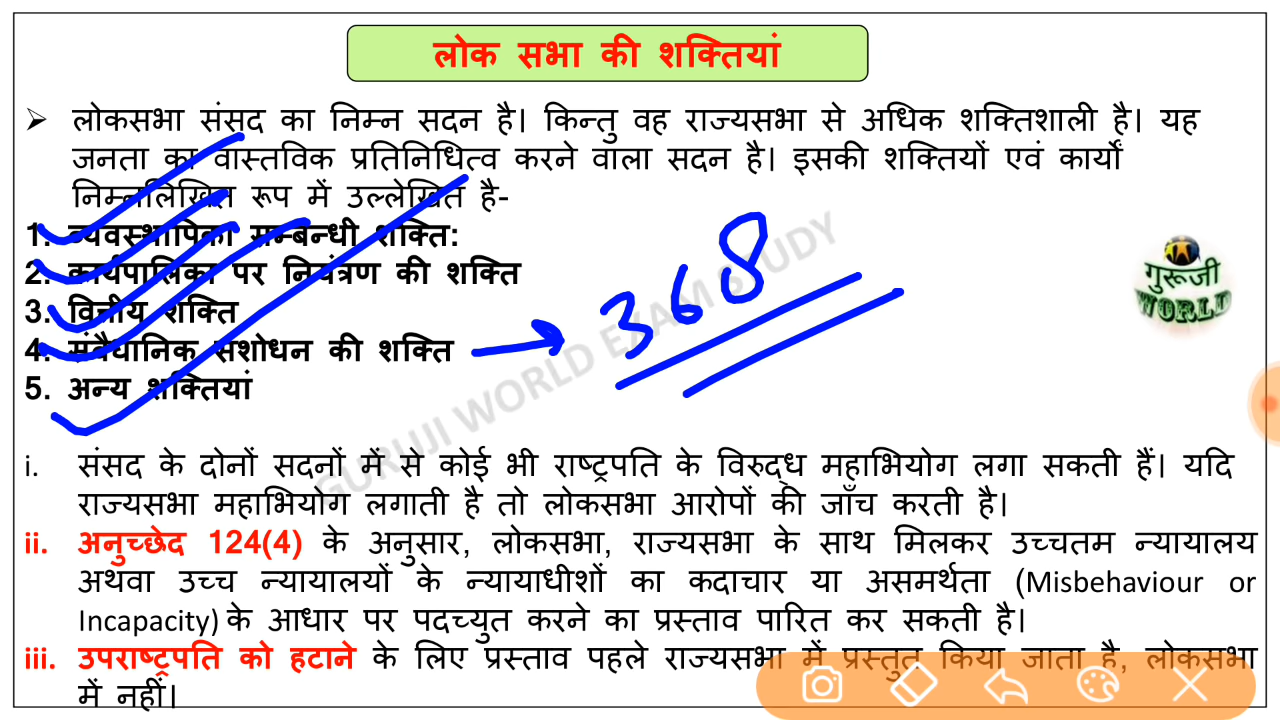 लोक सभा की शक्तियां
➢ लोकसभा संसद का निम्न सदन है। किन्तु वह राज्यसभा से अधिक शक्तिशाली है। यह
जनता का वास्तविक प्रतिनिधित्व करने वाला सदन है। इसकी शक्तियों एवं कार्यों
निम्नलिखित रूप में उल्लेखित है-
1. व्यवस्थापिका सम्बन्धी शक्ति:
2. कार्यपालिका पर नियंत्रण की शक्ति
3. वित्तीय शक्ति
4. संवैधानिक संशोधन की शक्ति → 368
5. अन्य शक्तियां
गुरूजी
WORLD
GURUJI WORLD EXAM STUDY
i. संसद के दोनों सदनों में से कोई भी राष्ट्रपति के विरुद्ध महाभियोग लगा सकती हैं। यदि
राज्यसभा महाभियोग लगाती है तो लोकसभा आरोपों की जाँच करती है।
ii. अनुच्छेद 124(4) के अनुसार, लोकसभा, राज्यसभा के साथ मिलकर उच्चतम न्यायालय
अथवा उच्च न्यायालयों के न्यायाधीशों का कदाचार या असमर्थता (Misbehaviour or
Incapacity) के आधार पर पदच्युत करने का प्रस्ताव पारित कर सकती है।
iii. उपराष्ट्रपति को हटाने के लिए प्रस्ताव पहले राज्यसभा में प्रस्तुत किया जाता है, लोकसभा
में नहीं।